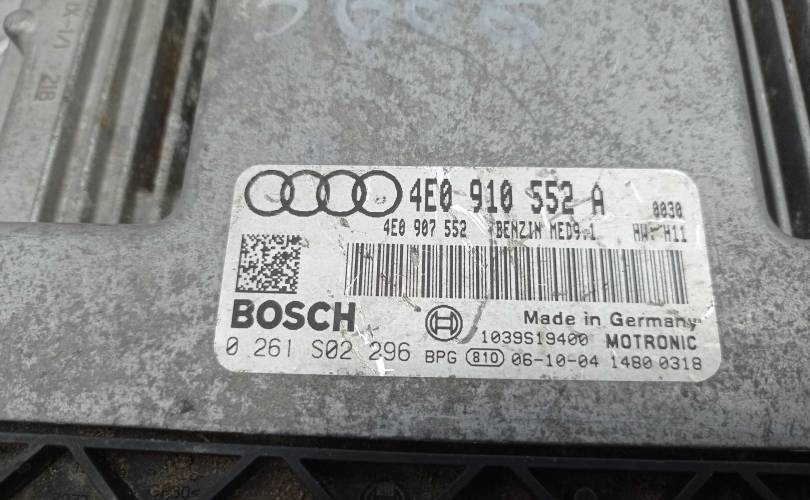 4E0 910 552 A 0030
4E0 907 552 BENZIN MED9.1 HW: H11
BOSCH Made in Germany
1039S19400 MOTRONIC
0 261 S02 296 BPG 810 06-10-04 1480 0318